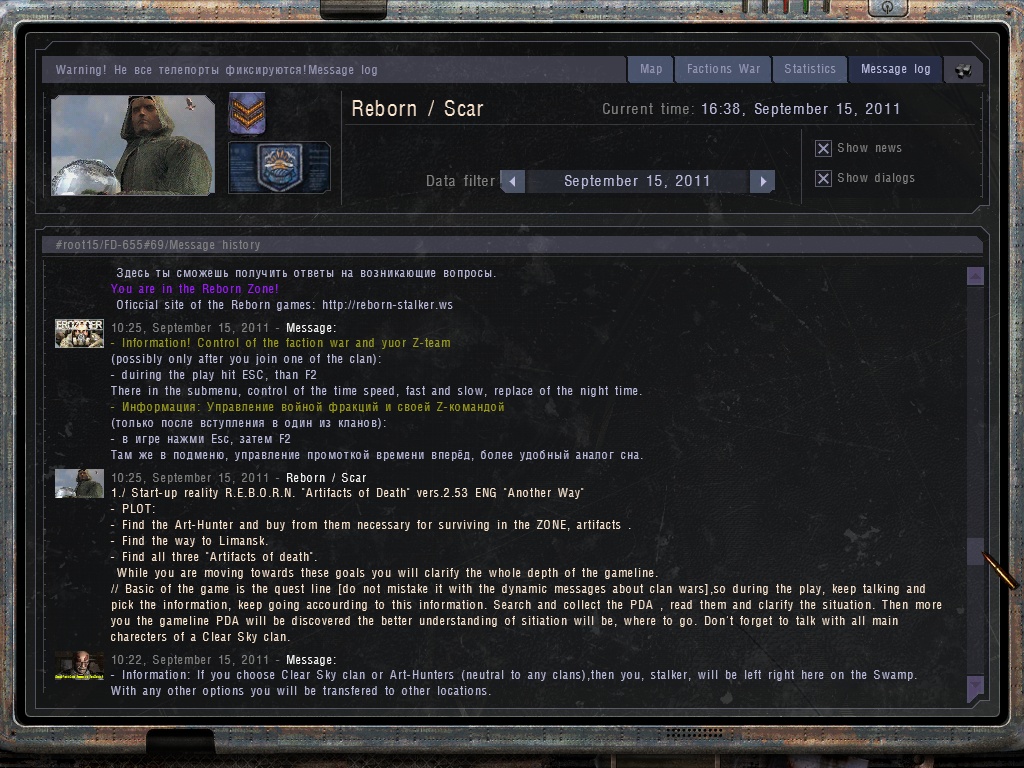 Warning! Не все телепорты фиксируются!Message log
Map
Factions War
Statistics
Message log
Reborn / Scar
Current time: 16:38, September 15, 2011
Data filter
September 15, 2011
Show news
Show dialogs
#root15/FD-655#69/Message history
Здесь ты сможешь получить ответы на возникающие вопросы.
You are in the Reborn Zone!
Oficcial site of the Reborn games: http://reborn-stalker.ws
10:25, September 15, 2011 - Message:
- Information! Control of the faction war and yuor Z-team
(possibly only after you join one of the clan):
- duiring the play hit ESC, than F2
There in the submenu, control of the time speed, fast and slow, replace of the night time.
- Информация: Управление войной фракций и своей Z-командой
(только после вступления в один из кланов):
- в игре нажми Esc, затем F2
Там же в подменю, управление промоткой времени вперёд, более удобный аналог сна.
10:25, September 15, 2011 - Reborn / Scar
1./ Start-up reality R.E.B.O.R.N. "Artifacts of Death" vers.2.53 ENG "Another Way"
- PLOT:
- Find the Art-Hunter and buy from them necessary for surviving in the ZONE, artifacts .
- Find the way to Limansk.
- Find all three "Artifacts of death".
While you are moving towards these goals you will clarify the whole depth of the gameline.
// Basic of the game is the quest line [do not mistake it with the dynamic messages about clan wars],so during the play, keep talking and
pick the information, keep going accourding to this information. Search and collect the PDA , read them and clarify the situation. Then more
you the gameline PDA will be discovered the better understanding of sitiation will be, where to go. Don't forget to talk with all main
charecters of a Clear Sky clan.
10:22, September 15, 2011 - Message:
- Information: If you choose Clear Sky clan or Art-Hunters (neutral to any clans),then you, stalker, will be left right here on the Swamp.
With any other options you will be transfered to other locations.